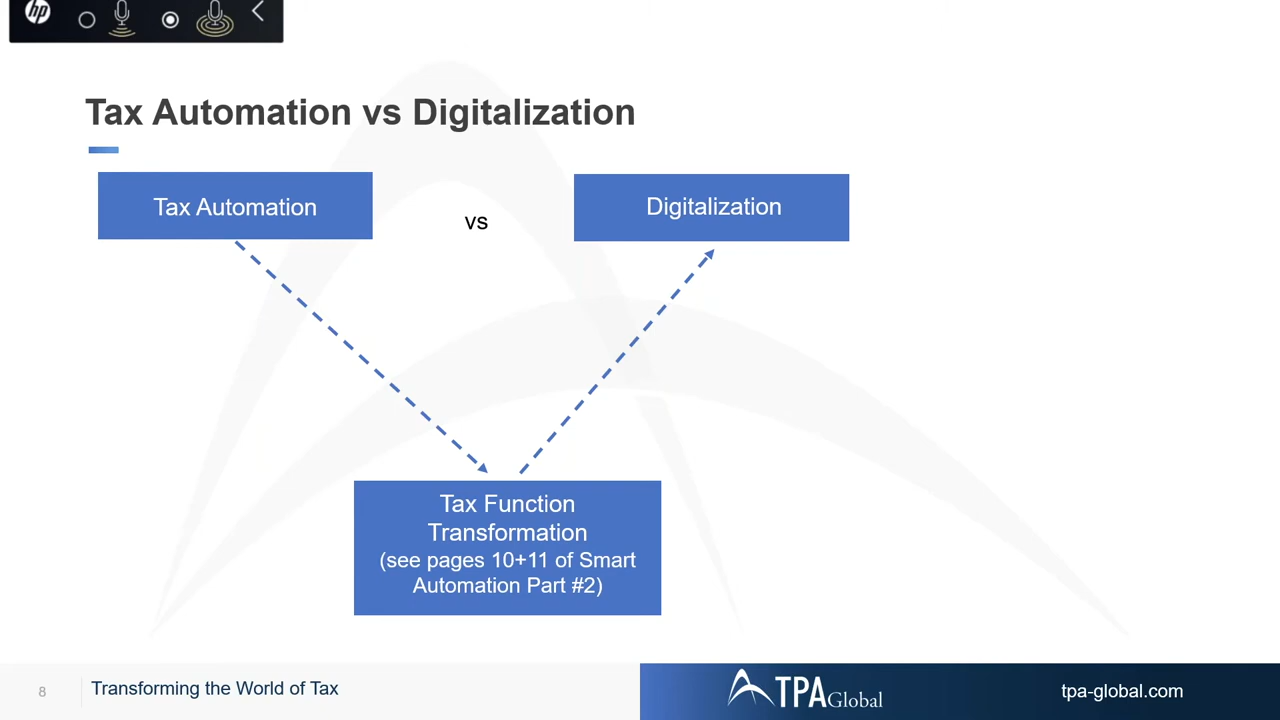 hp
Tax Automation vs Digitalization
Tax Automation
vs
Digitalization
Tax Function
Transformation
(see pages 10+11 of Smart
Automation Part #2)
8
Transforming the World of Tax
TPA Global
tpa-global.com